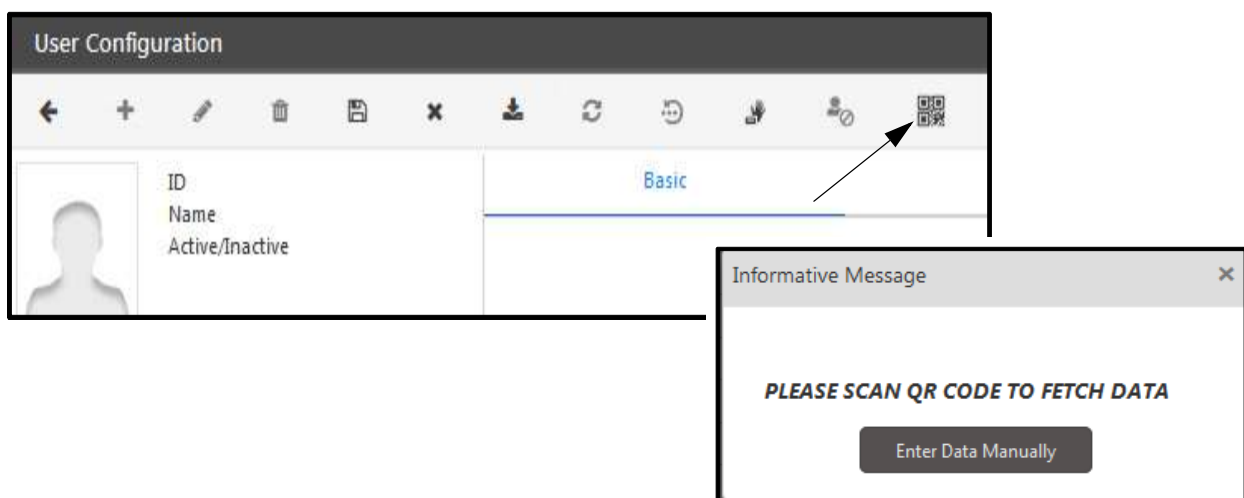 User Configuration
ID
Name
Active/Inactive
Basic
Informative Message
PLEASE SCAN QR CODE TO FETCH DATA
Enter Data Manually